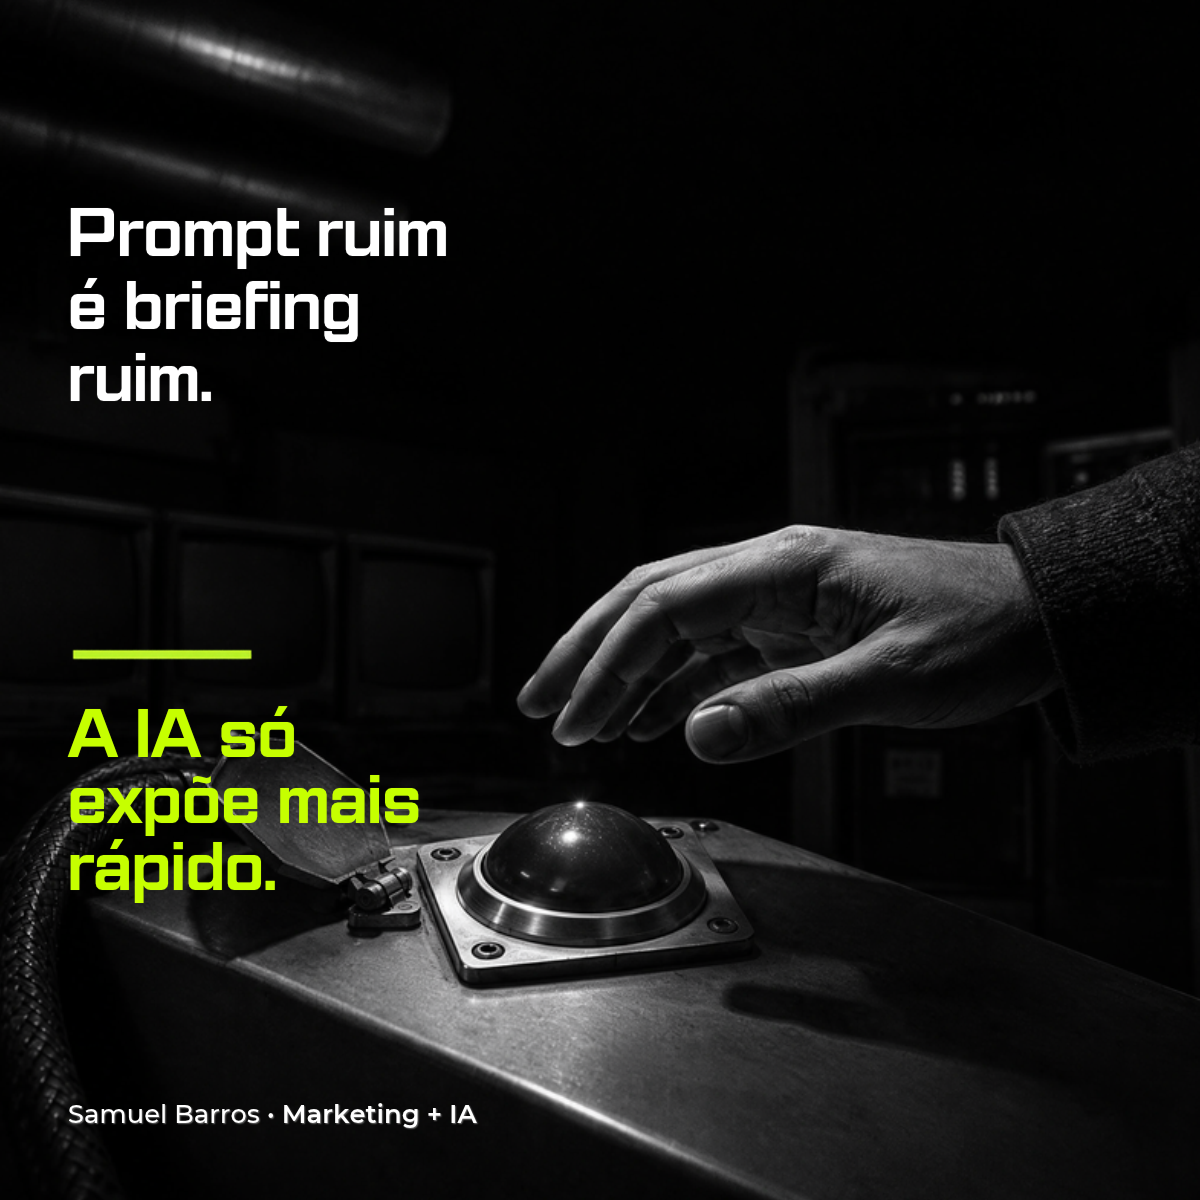 Prompt ruim
é briefing
ruim.
A IA só
expõe mais
rápido.
Samuel Barros • Marketing + IA